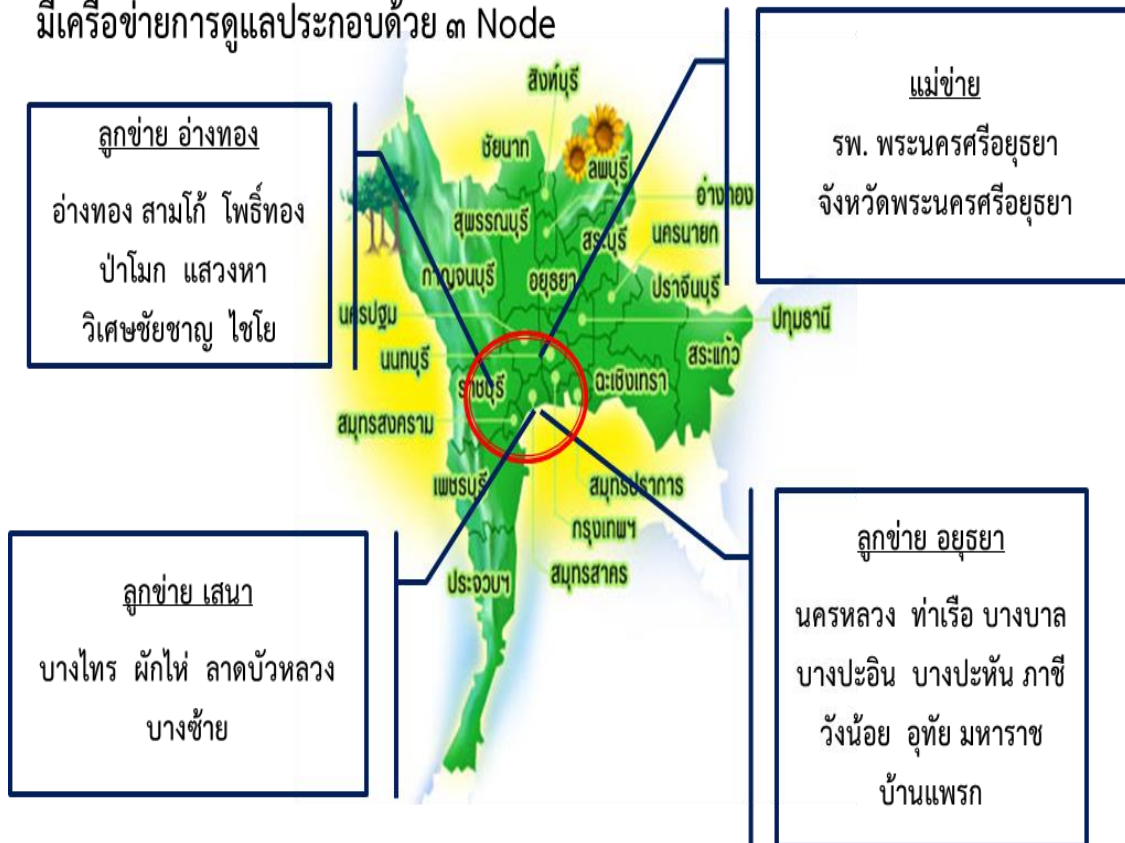 มีเครือข่ายการดูแลประกอบด้วย ๓ Node
แม่ข่าย
รพ. พระนครศรีอยุธยา
จังหวัดพระนครศรีอยุธยา
ลูกข่าย อ่างทอง
อ่างทอง สามโก้ โพธิ์ทอง
ป่าโมก แสวงหา
วิเศษชัยชาญ ไชโย
สิงห์บุรี
ชัยนาท
ลพบุรี
อ่างทอง
สุพรรณบุรี
สระบุรี
นครนายก
กาญจนบุรี
อยุธยา
ปราจีนบุรี
นครปฐม
ปทุมธานี
นนทบุรี
สระแก้ว
ราชบุรี
ฉะเชิงเทรา
สมุทรสงคราม
เพชรบุรี
สมุทรปราการ
กรุงเทพฯ
ประจวบฯ
สมุทรสาคร
ลูกข่าย เสนา
บางไทร ผักไห่ ลาดบัวหลวง
บางซ้าย
ลูกข่าย อยุธยา
นครหลวง ท่าเรือ บางบาล
บางปะอิน บางปะหัน ภาชี
วังน้อย อุทัย มหาราช
บ้านแพรก